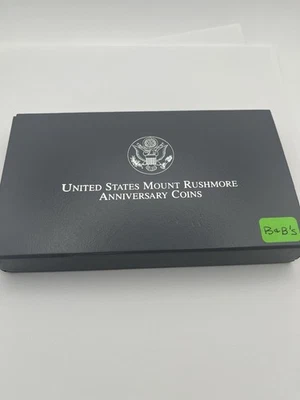 United States Mount Rushmore
Anniversary Coins
B&B's